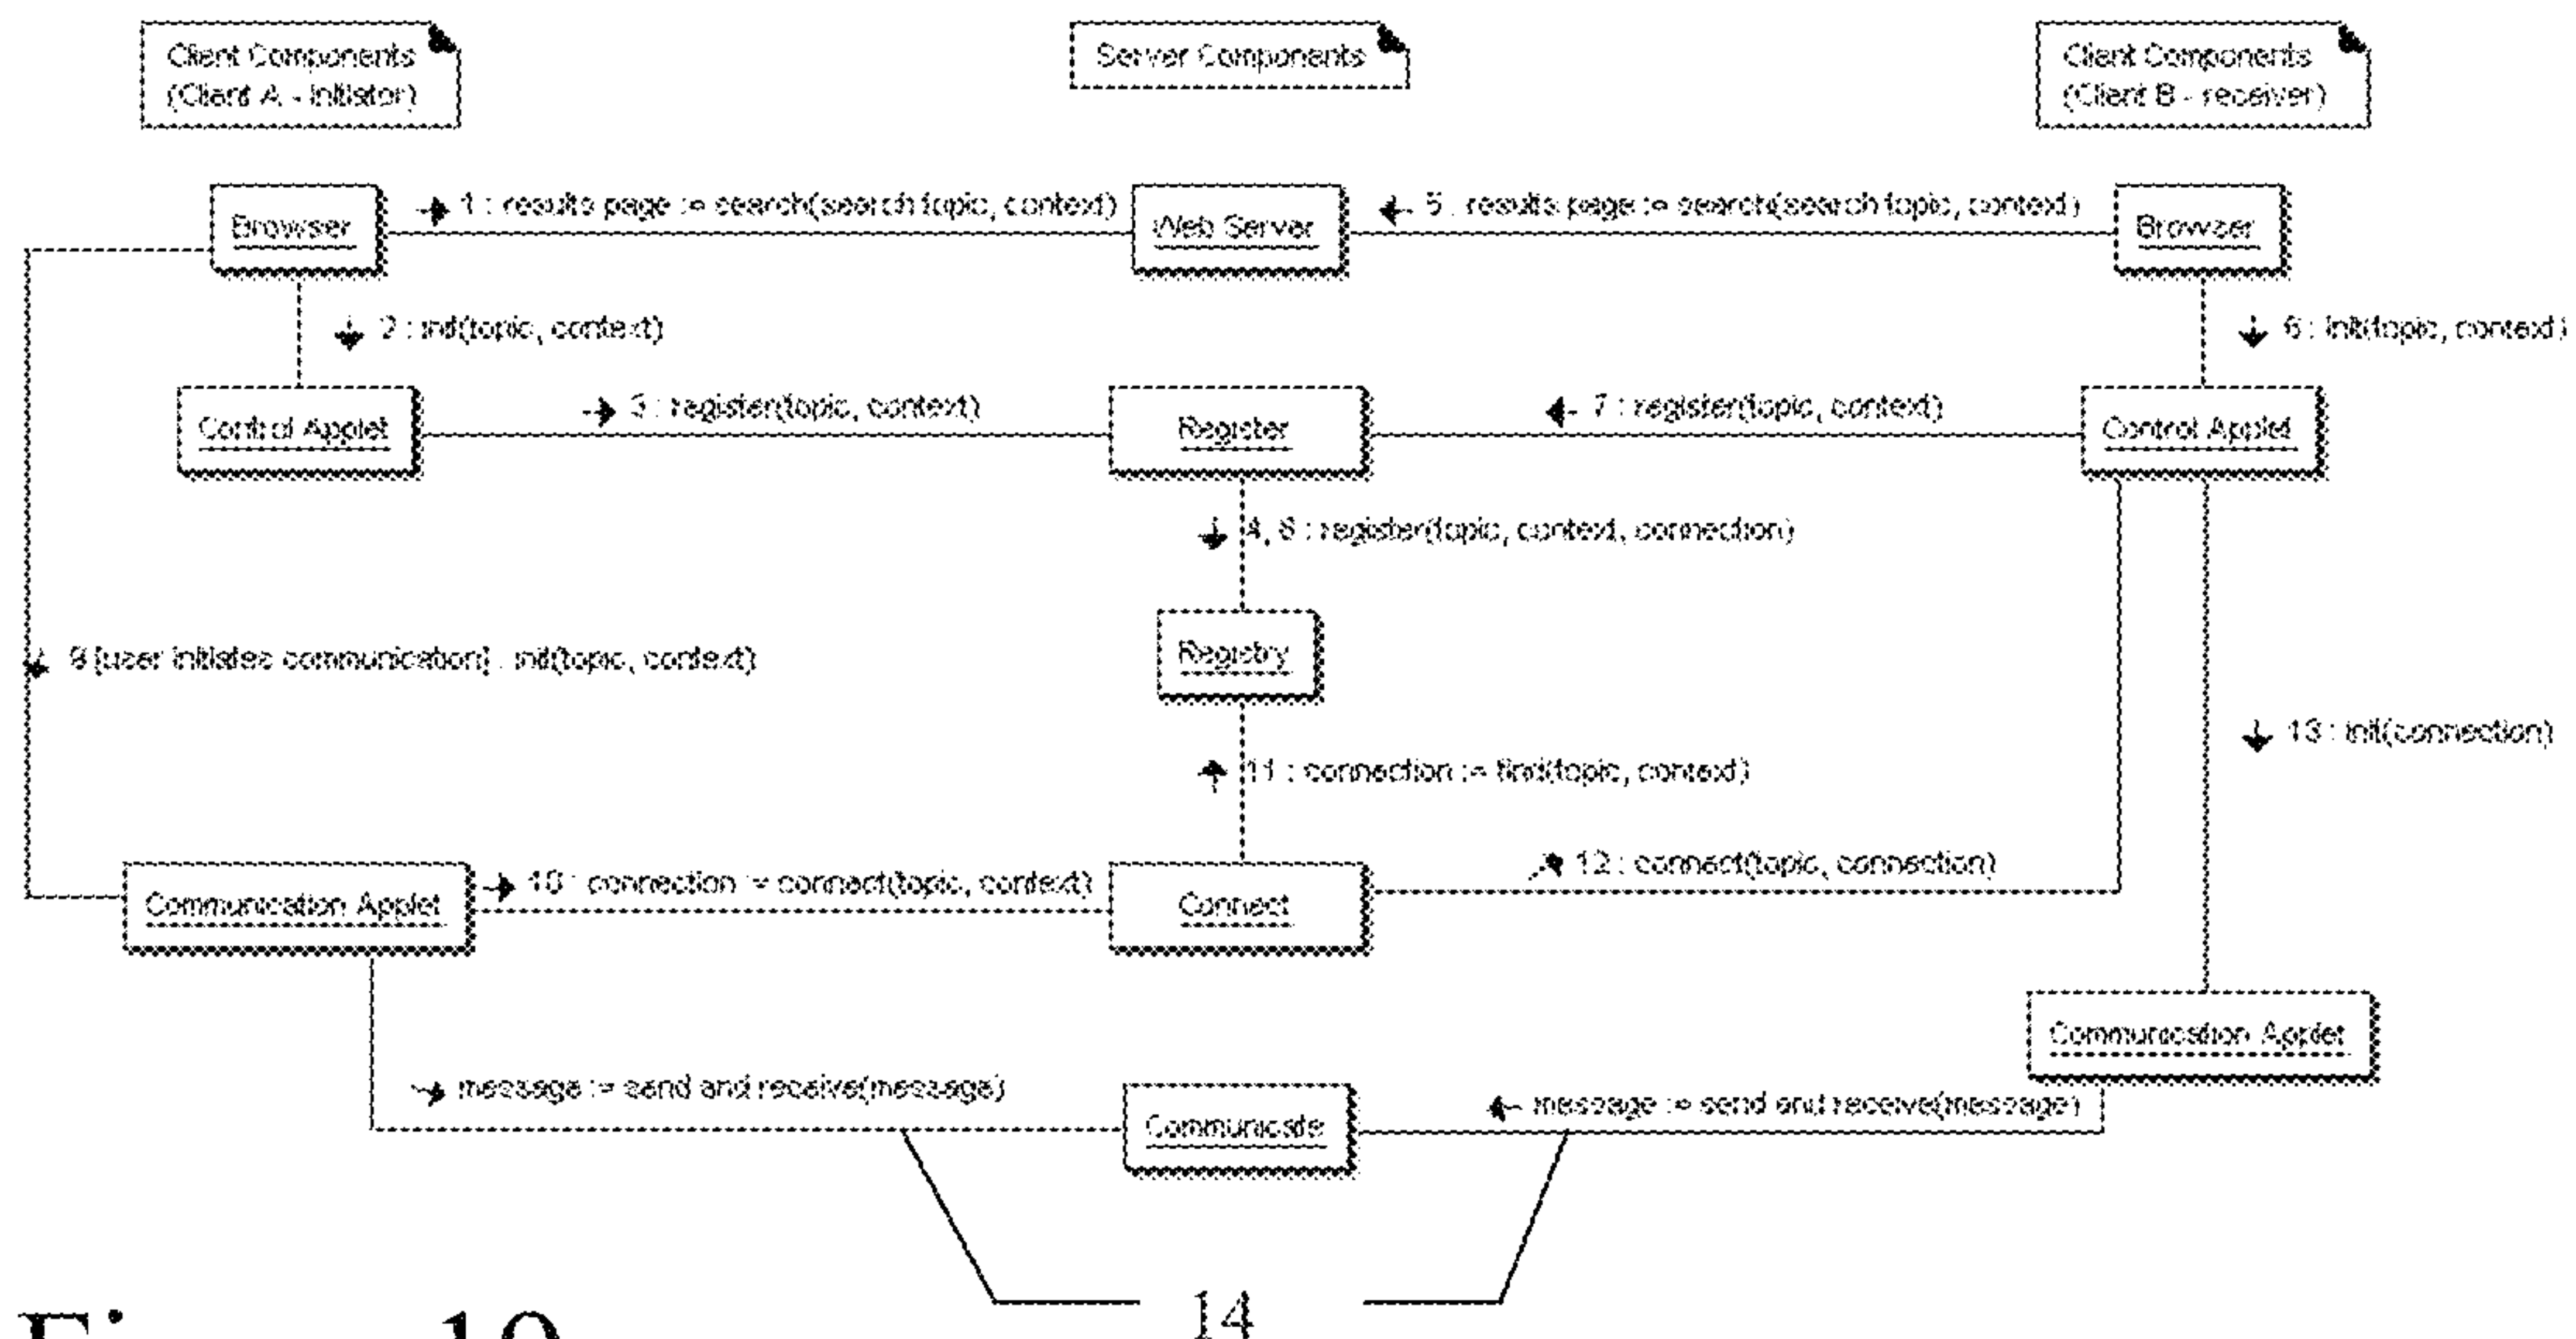 Client Components
(Client A - initiator)
Server Components
Client Components
(Client B - receiver)
Browser
1 : results page := search(search topic, context)
Web Server
5 : results page := search(search topic, context)
Browser
2 : init(topic, context)
6 : init(topic, context)
Control Applet
3 : register(topic, context)
Register
7 : register(topic, context)
Control Applet
4, 8 : register(topic, context, connection)
Registry
9 [user initiates communication] : init(topic, context)
13 : init(connection)
11 : connection := find(topic, context)
Communication Applet
10 : connection := connect(topic, context)
Connect
12 : connect(topic, connection)
Communication Applet
message := send and receive(message)
Communicate
message := send and receive(message)
14